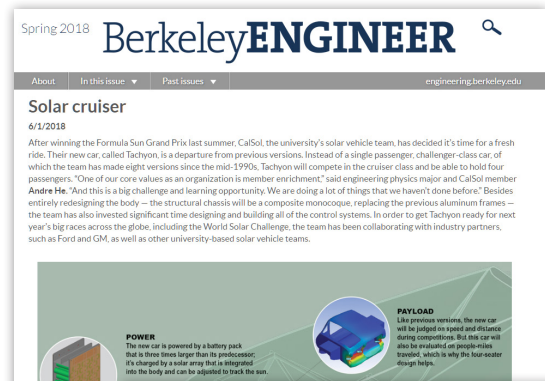 Spring 2018
BerkeleyENGINEER
About In this issue ▼ Past issues ▼ engineering.berkeley.edu
Solar cruiser
6/1/2018
After winning the Formula Sun Grand Prix last summer, CalSol, the university's solar vehicle team, has decided it's time for a fresh
ride. Their new car, called Tachyon, is a departure from previous versions. Instead of a single passenger, challenger-class car, of
which the team has made eight versions since the mid-1990s, Tachyon will compete in the cruiser class and be able to hold four
passengers. "One of our core values as an organization is member enrichment," said engineering physics major and CalSol member
Andre He. "And this is a big challenge and learning opportunity. We are doing a lot of things that we haven't done before." Besides
entirely redesigning the body — the structural chassis will be a composite monocoque, replacing the previous aluminum frames —
the team has also invested significant time designing and building all of the control systems. In order to get Tachyon ready for next
year's big races across the globe, including the World Solar Challenge, the team has been collaborating with industry partners,
such as Ford and GM, as well as other university-based solar vehicle teams.
POWER
The new car is powered by a battery pack
that is three times larger than its predecessor;
it's charged by a solar array that is integrated
into the body and can be adjusted to track the sun.
PAYLOAD
Like previous versions, the new car
will be judged on speed and distance
during competitions. But this car will
also be evaluated on people-miles
traveled, which is why the four-seater
design helps.